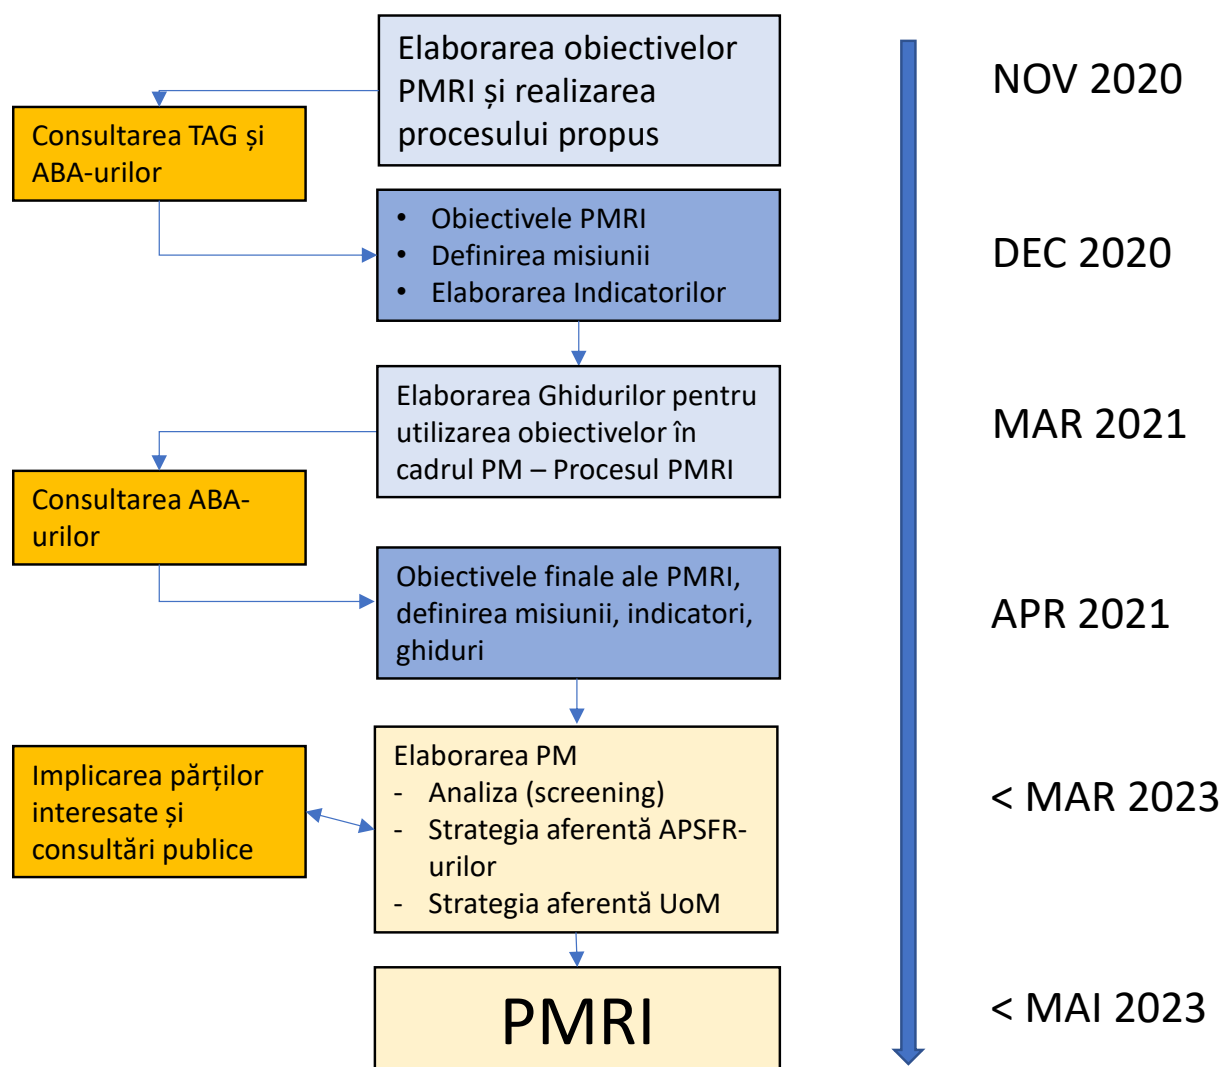 Elaborarea obiectivelor
PMRI și realizarea
procesului propus
NOV 2020
Consultarea TAG și
ABA-urilor
• Obiectivele PMRI
• Definirea misiunii
• Elaborarea Indicatorilor
DEC 2020
Elaborarea Ghidurilor pentru
utilizarea obiectivelor în
cadrul PM – Procesul PMRI
MAR 2021
Consultarea ABA-
urilor
Obiectivele finale ale PMRI,
definirea misiunii, indicatori,
ghiduri
APR 2021
Implicarea părților
interesate și
consultări publice
Elaborarea PM
- Analiza (screening)
- Strategia aferentă APSFR-
urilor
- Strategia aferentă UoM
< MAR 2023
PMRI
< MAI 2023